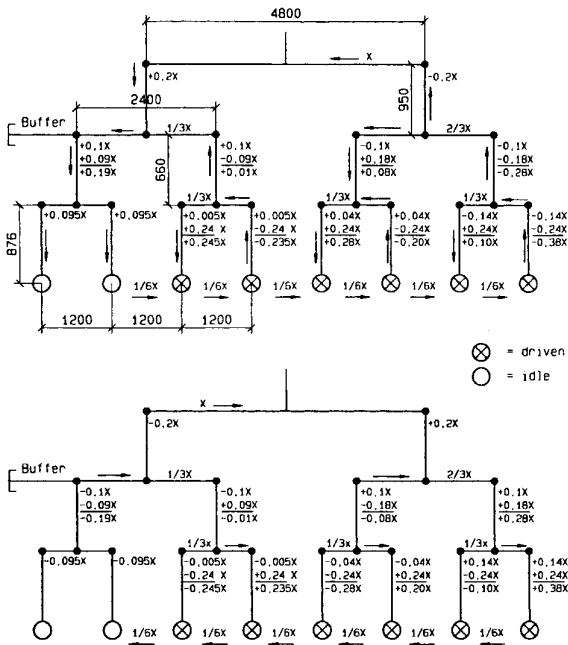 4800
X
+0.2X
-0.2X
950
2400
Buffer
1/3X
2/3X
+0.1X
+0.09X
+0.19X
+0.1X
-0.09X
+0.01X
-0.1X
+0.18X
+0.08X
-0.1X
-0.18X
-0.28X
660
1/3X
1/3X
1/3X
+0.095X
+0.095X
+0.005X
+0.24 X
+0.245X
+0.005X
-0.24 X
-0.235X
+0.04X
+0.24X
+0.28X
+0.04X
-0.24X
-0.20X
-0.14X
+0.24X
+0.10X
-0.14X
-0.24X
-0.38X
876
1/6X
1/6X
1/6X
1/6X
1/6X
1/6X
1200
1200
1200
= driven
= idle
X
-0.2X
+0.2X
Buffer
1/3X
2/3X
-0.1X
-0.09X
-0.19X
-0.1X
+0.09X
-0.01X
+0.1X
-0.18X
-0.08X
+0.1X
+0.18X
+0.28X
1/3X
1/3X
1/3X
-0.095X
-0.095X
-0.005X
-0.24 X
-0.245X
-0.005X
+0.24 X
+0.235X
-0.04X
-0.24X
-0.28X
-0.04X
+0.24X
+0.20X
+0.14X
-0.24X
-0.10X
+0.14X
+0.24X
+0.38X
1/6X
1/6X
1/6X
1/6X
1/6X
1/6X